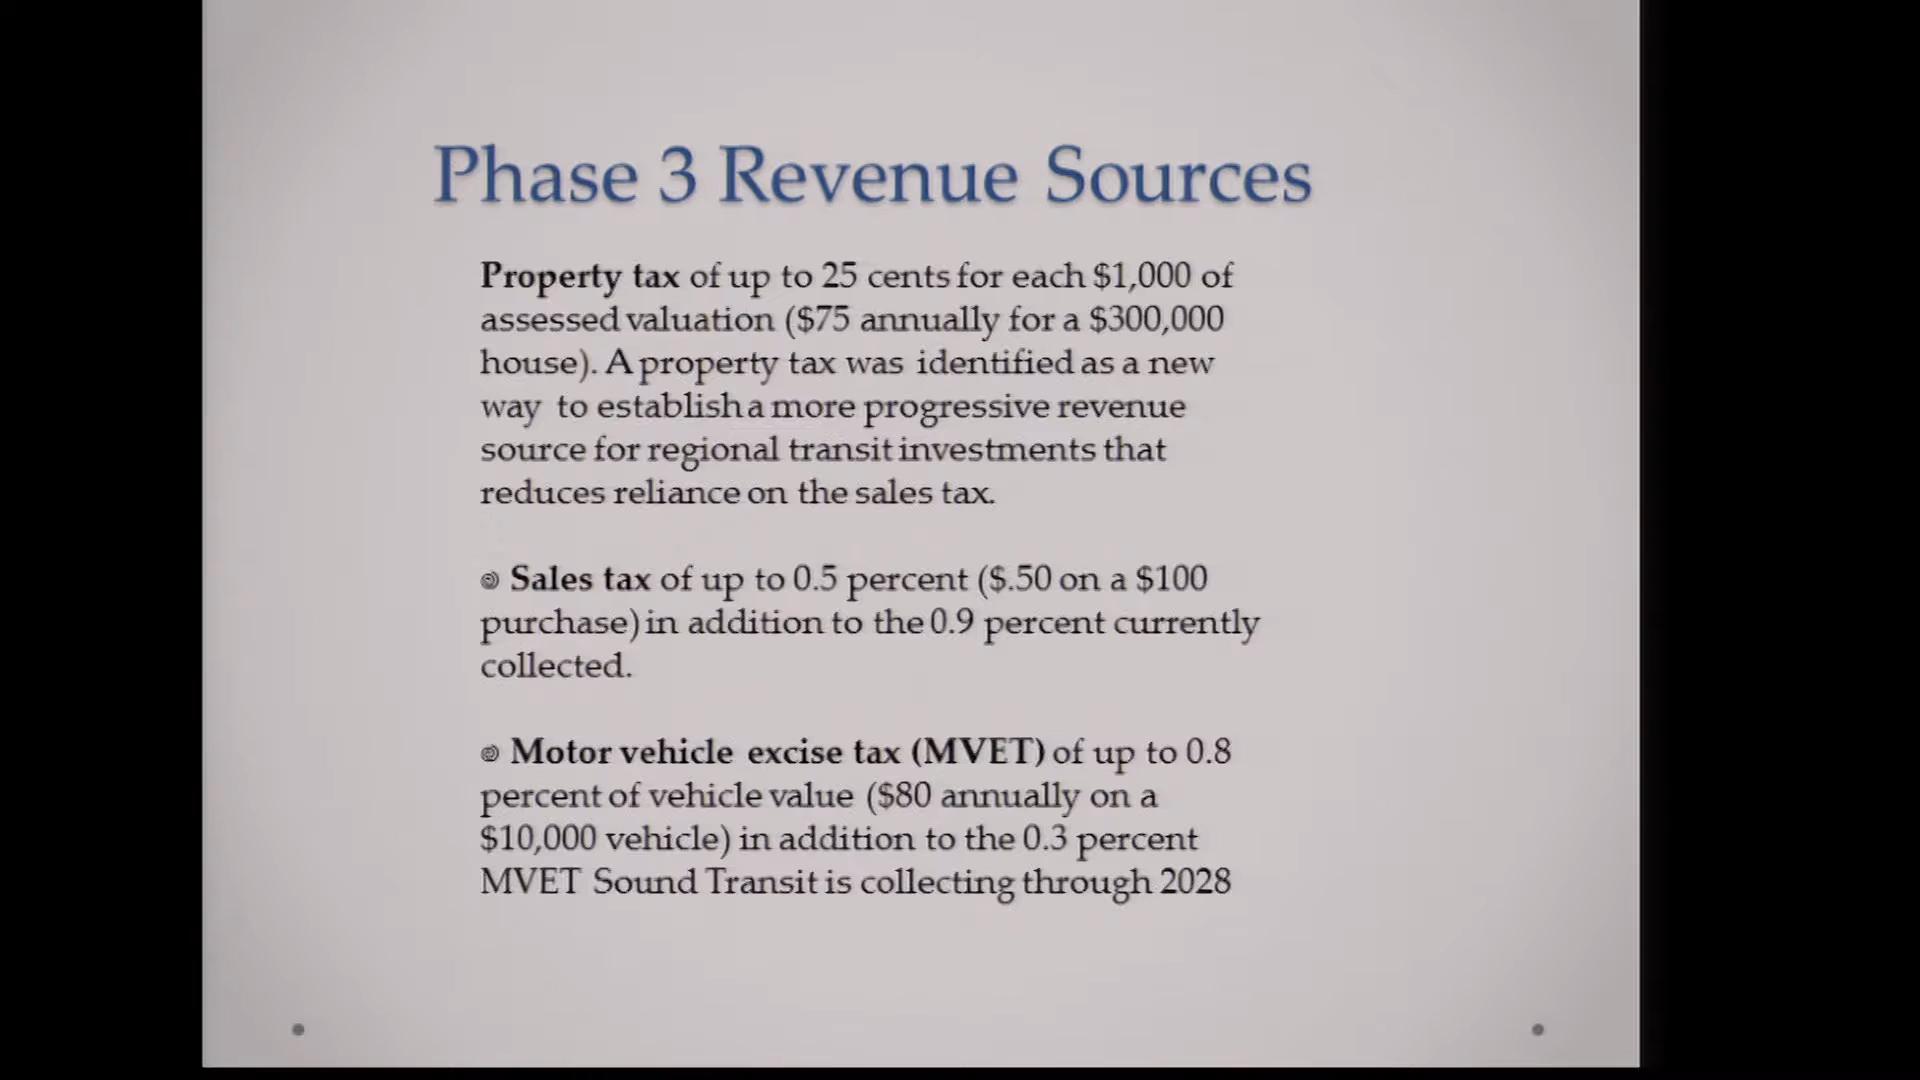 Phase 3 Revenue Sources
Property tax of up to 25 cents for each $1,000 of
assessed valuation ($75 annually for a $300,000
house). A property tax was identified as a new
way to establish a more progressive revenue
source for regional transit investments that
reduces reliance on the sales tax.
Sales tax of up to 0.5 percent ($.50 on a $100
purchase) in addition to the 0.9 percent currently
collected.
Motor vehicle excise tax (MVET) of up to 0.8
percent of vehicle value ($80 annually on a
$10,000 vehicle) in addition to the 0.3 percent
MVET Sound Transit is collecting through 2028